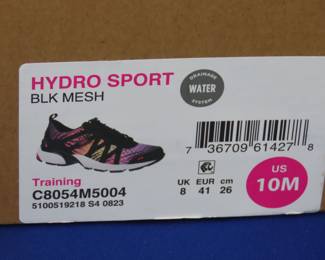 HYDRO SPORT
BLK MESH
DRAINAGE
WATER
SYSTEM
7 36709 61427 8
Training
C8054M5004
5100519218 S4 0823
UK EUR cm
8 41 26
US
10M